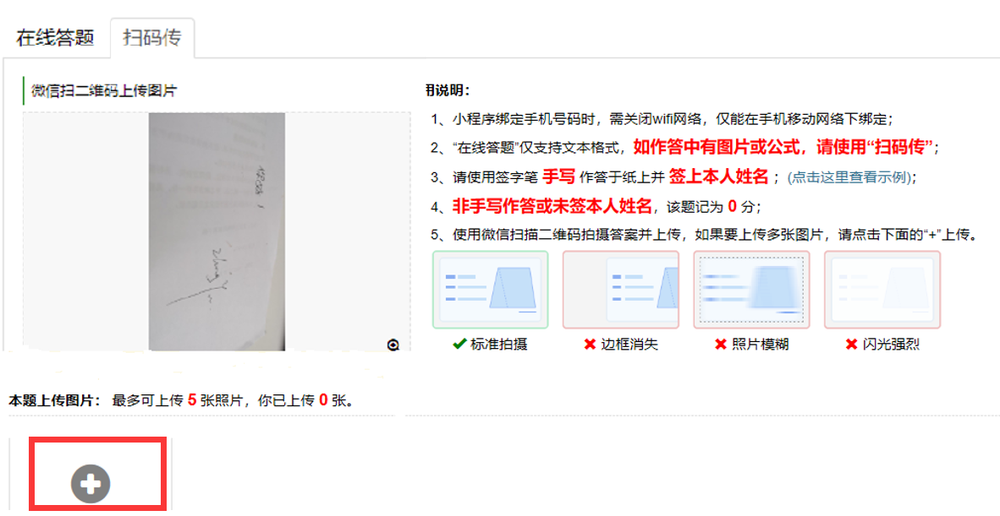 在线答题
扫码传
微信扫二维码上传图片
用说明：
1、小程序绑定手机号码时，需关闭wifi网络，仅能在手机移动网络下绑定；
2、“在线答题”仅支持文本格式，如作答中有图片或公式，请使用“扫码传”；
3、请使用签字笔 手写 作答于纸上并 签上本人姓名 ；(点击这里查看示例)；
4、非手写作答或未签本人姓名，该题记为 0 分；
5、使用微信扫描二维码拍摄答案并上传，如果要上传多张图片，请点击下面的“+”上传。
标准拍摄
边框消失
照片模糊
闪光强烈
本题上传图片： 最多可上传 5 张照片，你已上传 0 张。